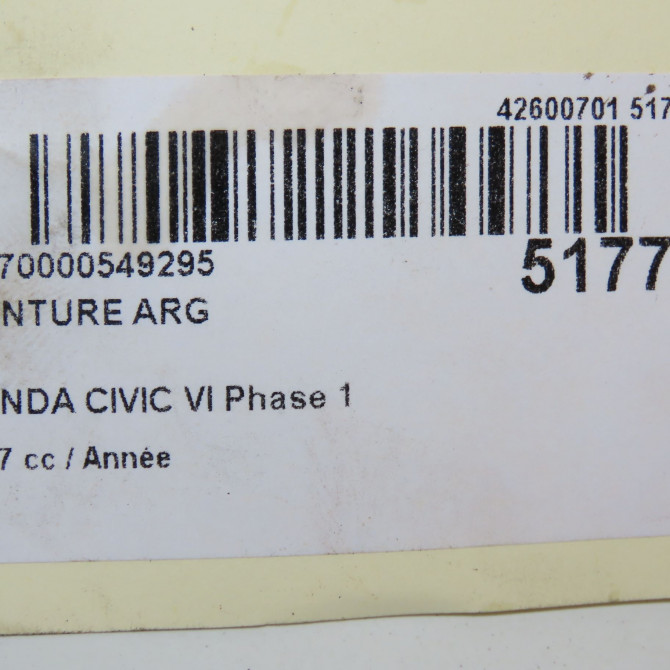 42600701 517
70000549295
5177
NTURE ARG
NDA CIVIC VI Phase 1
7 cc / Année